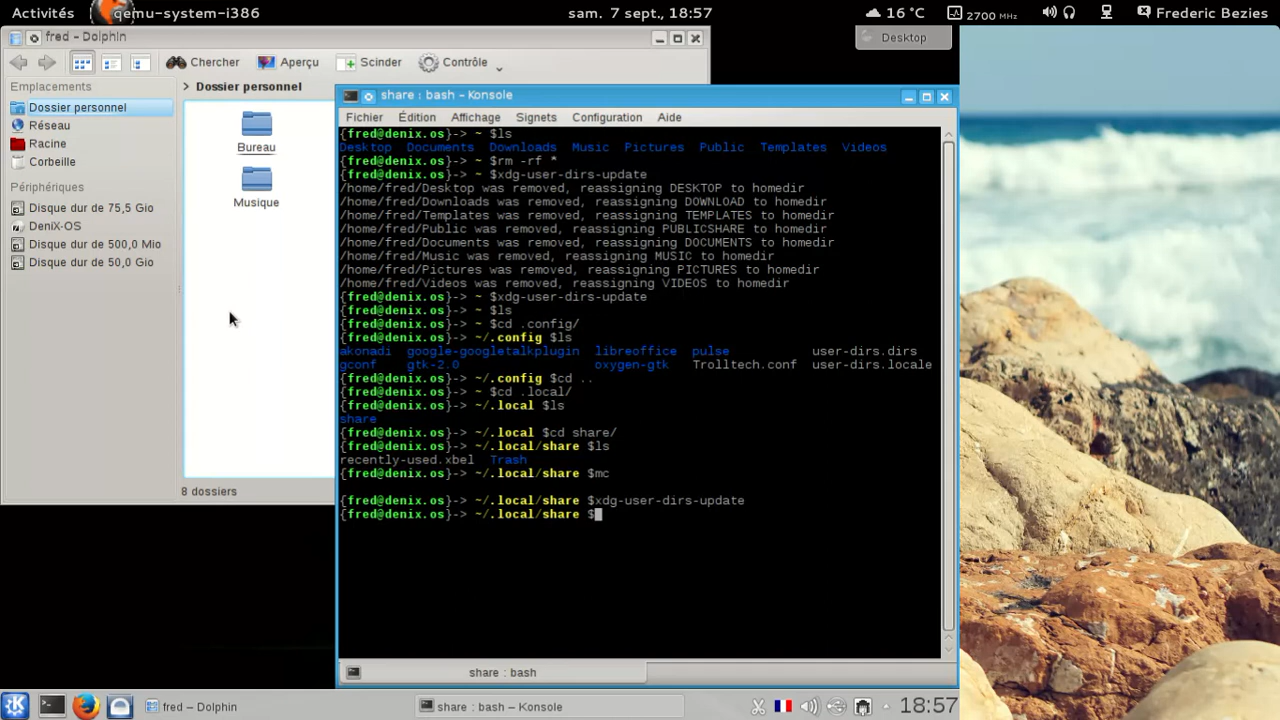 Activités qemu-system-i386 sam. 7 sept., 18:57 16 °C 2700 MHz Frederic Bezies
fred – Dolphin
Desktop
Chercher Aperçu Scinder Contrôle
Emplacements
Dossier personnel
Réseau
Racine
Corbeille
Périphériques
Disque dur de 75,5 Gio
DeniX-OS
Disque dur de 500,0 Mio
Disque dur de 50,0 Gio
> Dossier personnel
Bureau
Musique
8 dossiers
share : bash – Konsole
Fichier Édition Affichage Signets Configuration Aide
{fred@denix.os}-> ~ $ls
Desktop Documents Downloads Music Pictures Public Templates Videos
{fred@denix.os}-> ~ $rm -rf *
{fred@denix.os}-> ~ $xdg-user-dirs-update
/home/fred/Desktop was removed, reassigning DESKTOP to homedir
/home/fred/Downloads was removed, reassigning DOWNLOAD to homedir
/home/fred/Templates was removed, reassigning TEMPLATES to homedir
/home/fred/Public was removed, reassigning PUBLICSHARE to homedir
/home/fred/Documents was removed, reassigning DOCUMENTS to homedir
/home/fred/Music was removed, reassigning MUSIC to homedir
/home/fred/Pictures was removed, reassigning PICTURES to homedir
/home/fred/Videos was removed, reassigning VIDEOS to homedir
{fred@denix.os}-> ~ $xdg-user-dirs-update
{fred@denix.os}-> ~ $ls
{fred@denix.os}-> ~ $cd .config/
{fred@denix.os}-> ~/.config $ls
akonadi google-googletalkplugin libreoffice pulse user-dirs.dirs
gconf gtk-2.0 oxygen-gtk Trolltech.conf user-dirs.locale
{fred@denix.os}-> ~/.config $cd ..
{fred@denix.os}-> ~ $cd .local/
{fred@denix.os}-> ~/.local $ls
share
{fred@denix.os}-> ~/.local $cd share/
{fred@denix.os}-> ~/.local/share $ls
recently-used.xbel Trash
{fred@denix.os}-> ~/.local/share $mc
{fred@denix.os}-> ~/.local/share $xdg-user-dirs-update
{fred@denix.os}-> ~/.local/share $
share : bash
fred – Dolphin share : bash – Konsole 18:57